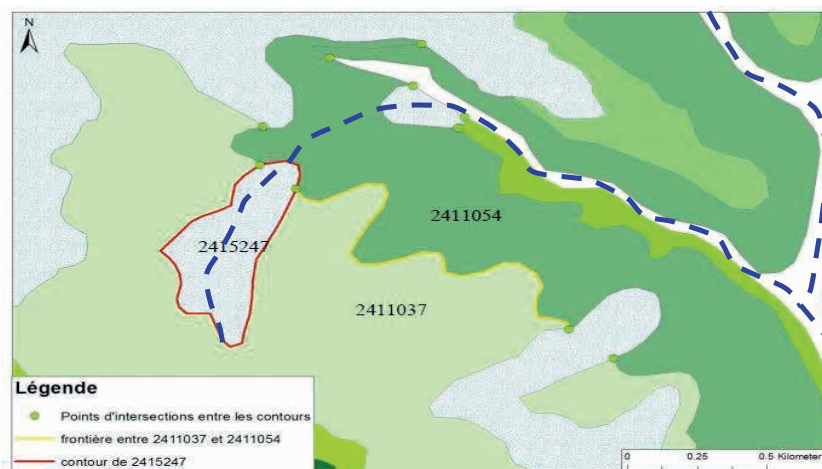 N
2411054
2415247
2411037
Légende
Points d'intersections entre les contours
frontière entre 2411037 et 2411054
contour de 2415247
0 0.25 0.5 Kilometer